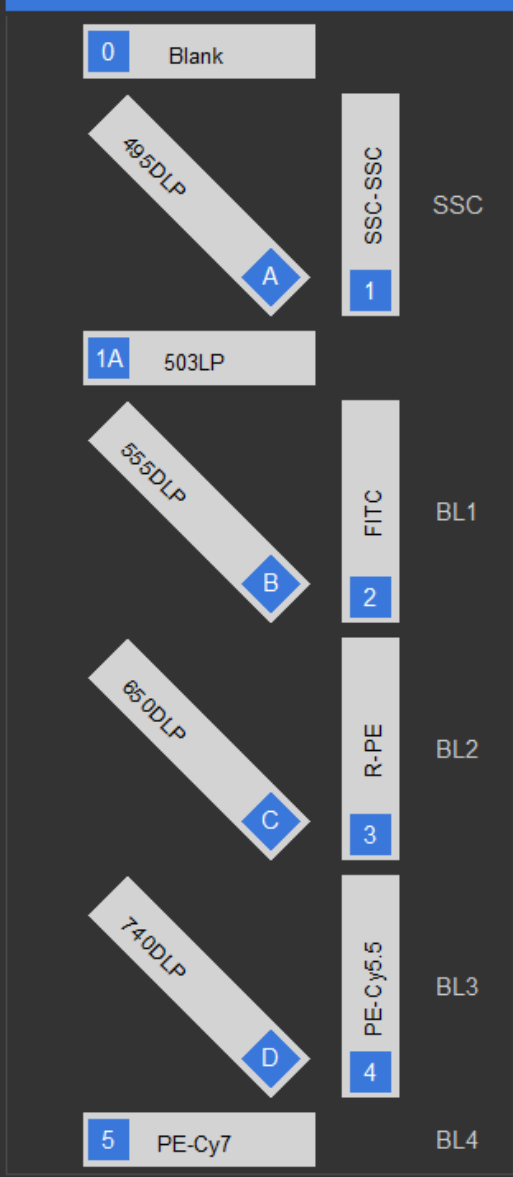 0 Blank
495DLP
A
SSC-SSC
1
SSC
1A 503LP
555DLP
B
FITC
2
BL1
650DLP
C
R-PE
3
BL2
740DLP
D
PE-Cy5.5
4
BL3
5 PE-Cy7
BL4